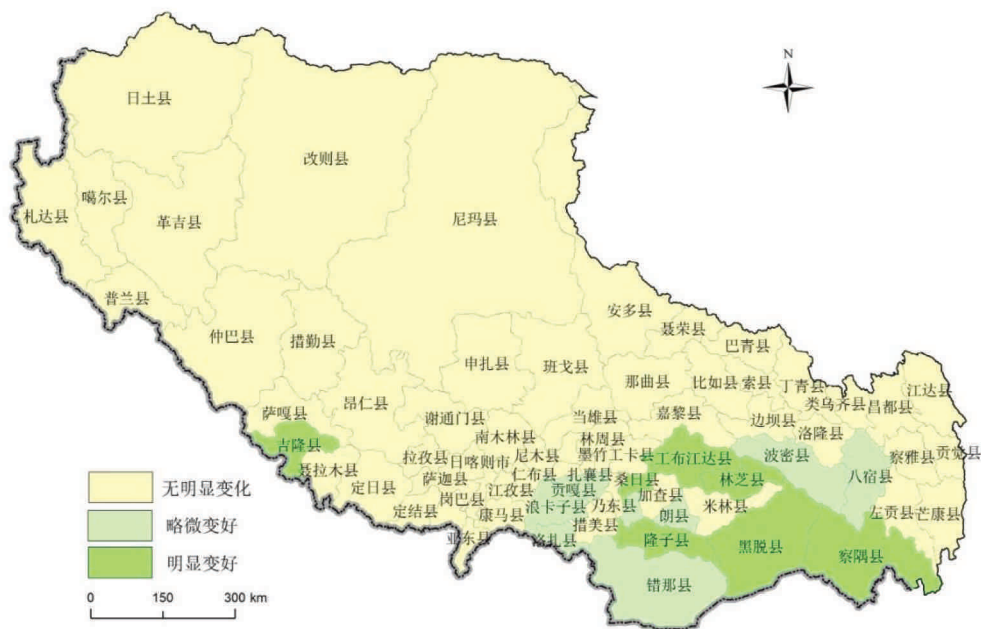 N
日土县
改则县
噶尔县
札达县
革吉县
尼玛县
普兰县
仲巴县
措勤县
安多县
聂荣县
巴青县
申扎县
班戈县
那曲县
比如县
索县
丁青县
类乌齐县
昌都县
江达县
昂仁县
萨嘎县
谢通门县
当雄县
嘉黎县
边坝县
洛隆县
吉隆县
南木林县
林周县
墨竹工卡县
工布江达县
波密县
八宿县
察雅县
贡觉县
聂拉木县
拉孜县
日喀则市
尼木县
扎襄县
桑日县
林芝县
定日县
萨迦县
仁布县
贡嘎县
加查县
米林县
岗巴县
江孜县
浪卡子县
乃东县
朗县
左贡县
芒康县
定结县
康马县
措美县
亚东县
洛扎县
隆子县
黑脱县
察隅县
错那县
无明显变化
略微变好
明显变好
0
150
300 km